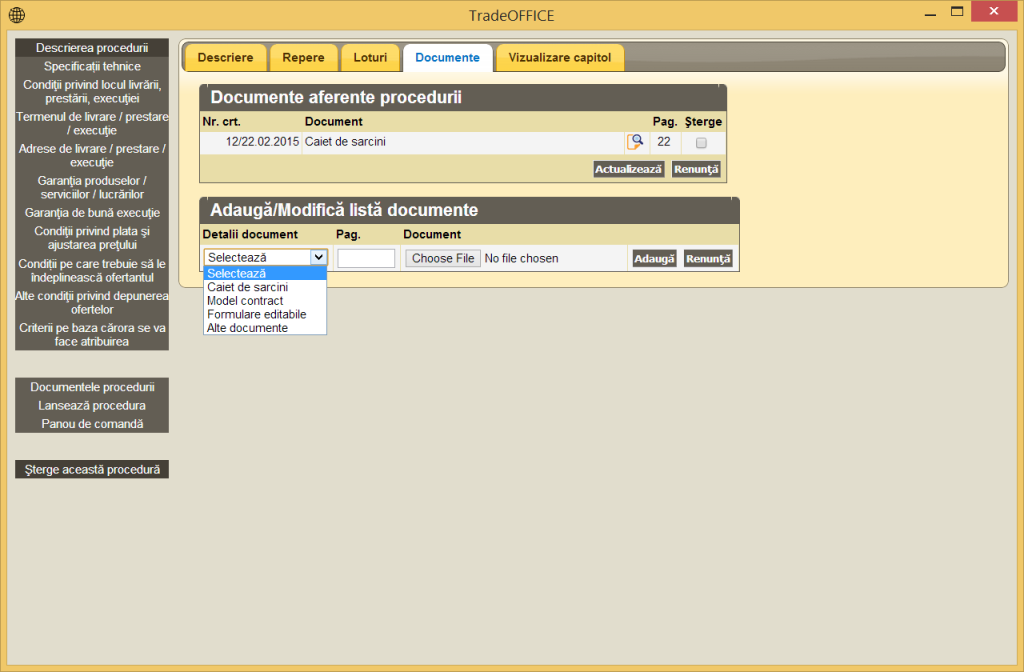 TradeOFFICE
Descrierea procedurii
Specificații tehnice
Condiţii privind locul livrării,
prestării, execuţiei
Termenul de livrare / prestare
/ execuţie
Adrese de livrare / prestare /
execuţie
Garanţia produselor /
serviciilor / lucrărilor
Garanţia de bună execuţie
Condiţii privind plata şi
ajustarea preţului
Condiţii pe care trebuie să le
îndeplinească ofertantul
Alte condiţii privind depunerea
ofertelor
Criterii pe baza cărora se va
face atribuirea
Documentele procedurii
Lansează procedura
Panou de comandă
Şterge această procedură
Descriere Repere Loturi Documente Vizualizare capitol
Documente aferente procedurii
Nr. crt. Document Pag. Şterge
12/22.02.2015 Caiet de sarcini 22
Actualizează Renunţă
Adaugă/Modifică listă documente
Detalii document Pag. Document
Selectează Choose File No file chosen Adaugă Renunţă
Selectează
Caiet de sarcini
Model contract
Formulare editabile
Alte documente